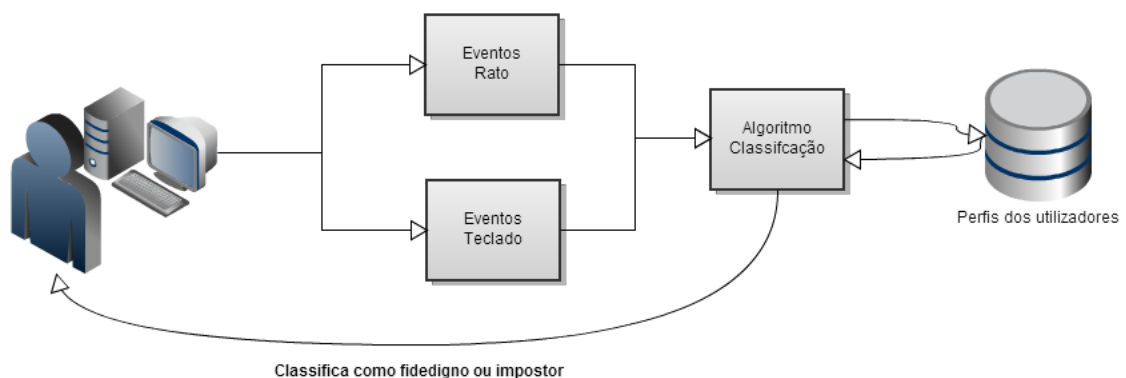 Eventos
Rato
Eventos
Teclado
Algoritmo
Classifcação
Perfis dos utilizadores
Classifica como fidedigno ou impostor